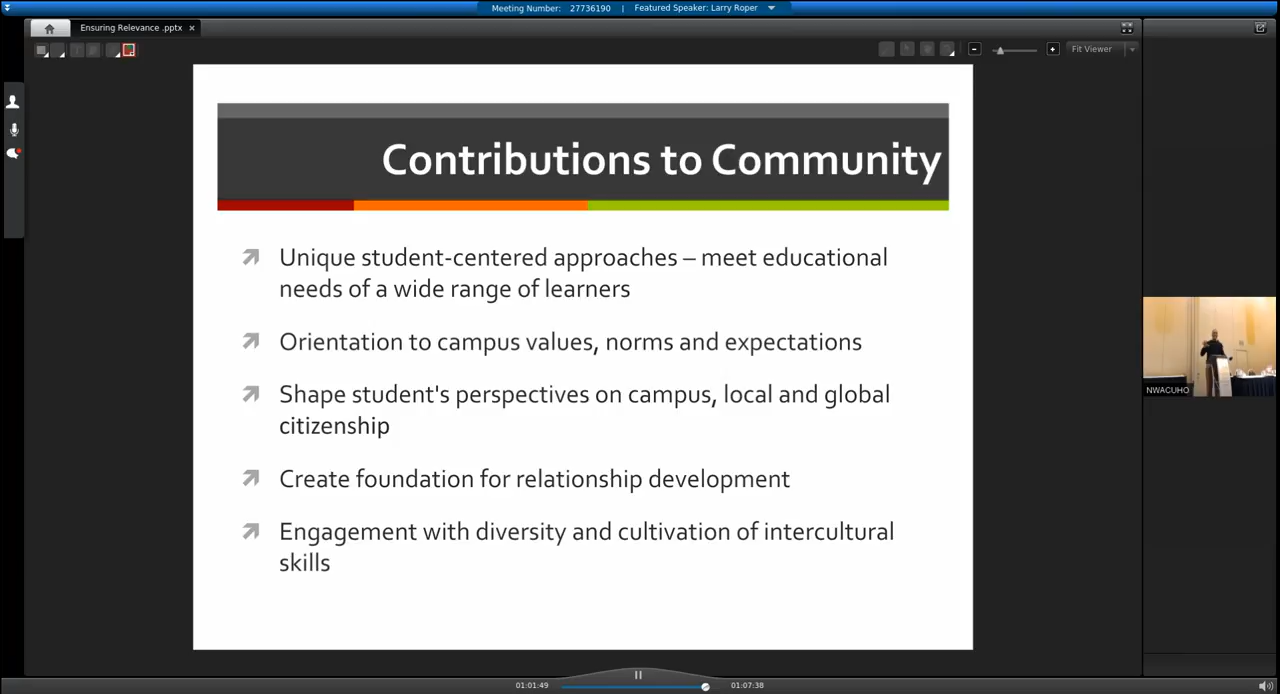 Meeting Number: 27736190 | Featured Speaker: Larry Roper
Ensuring Relevance .pptx
Fit Viewer
Contributions to Community
Unique student-centered approaches – meet educational
needs of a wide range of learners
Orientation to campus values, norms and expectations
Shape student's perspectives on campus, local and global
citizenship
Create foundation for relationship development
Engagement with diversity and cultivation of intercultural
skills
NWACUHO
01:01:49
01:07:38